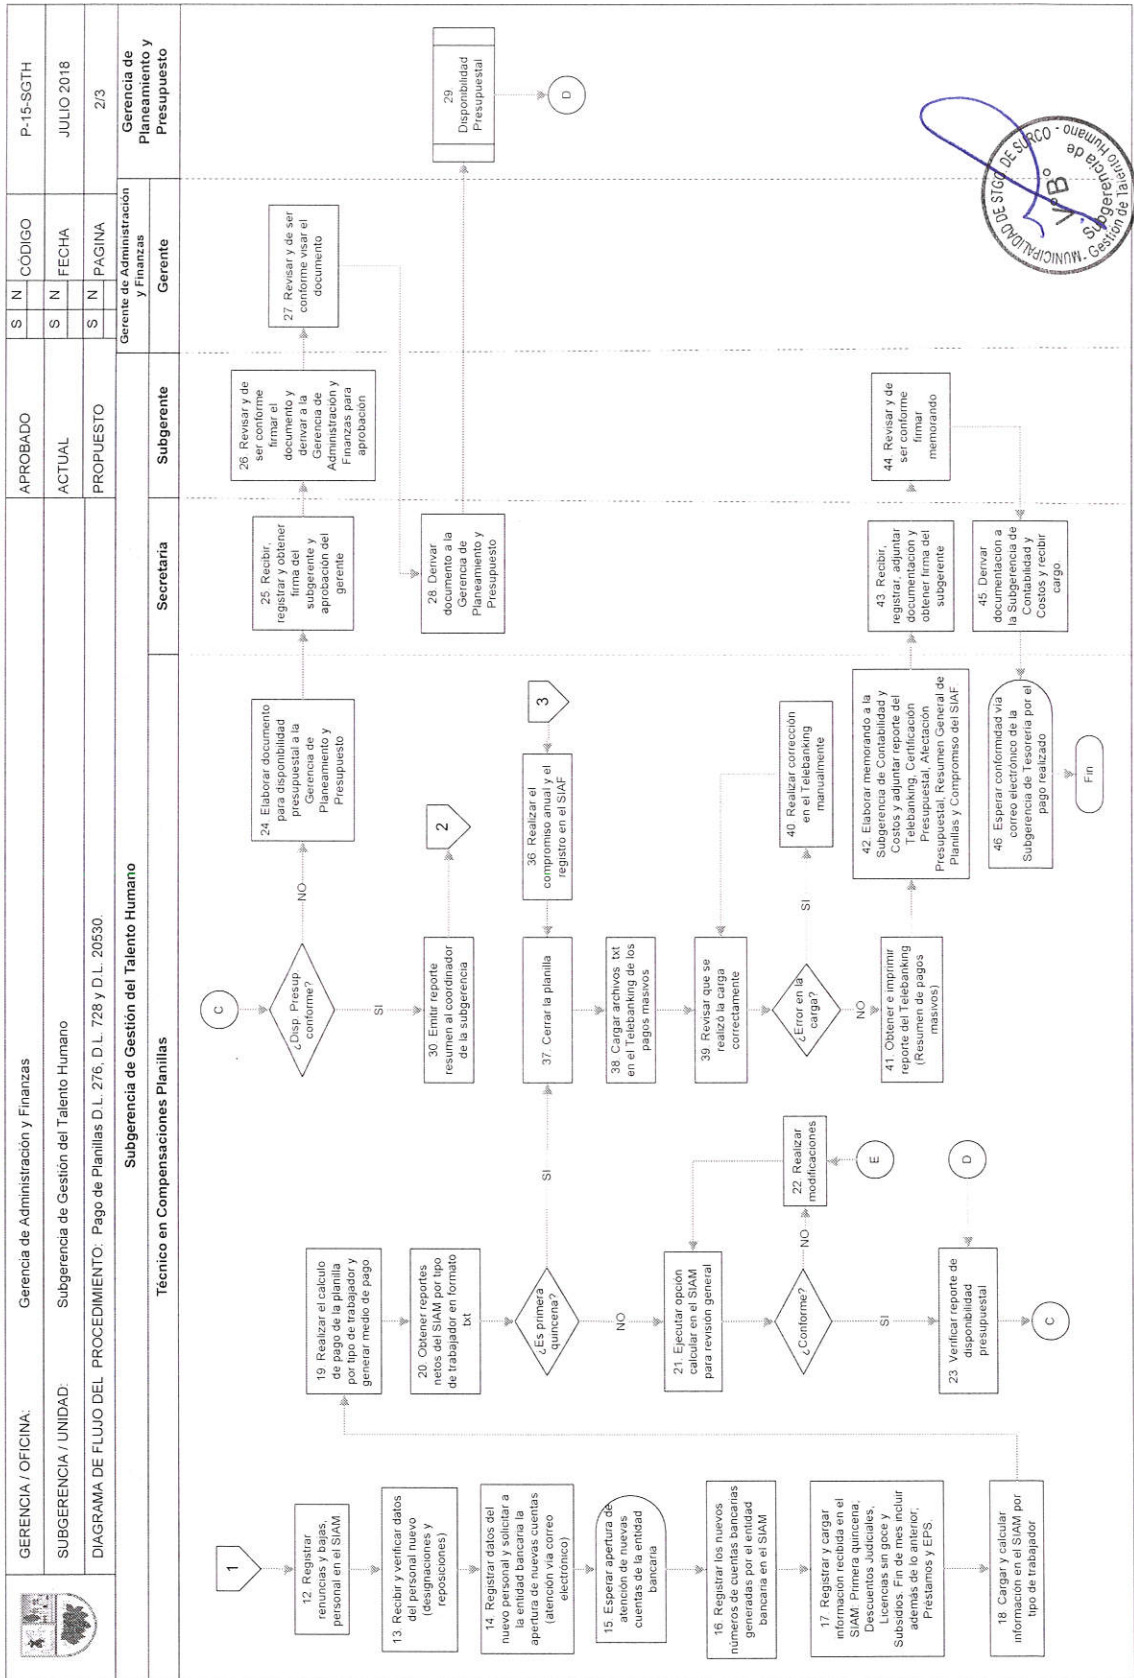 GERENCIA / OFICINA:
Gerencia de Administración y Finanzas
APROBADO
S N
CÓDIGO
P-15-SGTH
SUBGERENCIA / UNIDAD:
Subgerencia de Gestión del Talento Humano
ACTUAL
S N
FECHA
JULIO 2018
DIAGRAMA DE FLUJO DEL PROCEDIMIENTO: Pago de Planillas D.L. 276, D.L. 728 y D.L. 20530.
PROPUESTO
S N
PAGINA
2/3
Subgerencia de Gestión del Talento Humano
Gerente de Administración
y Finanzas
Gerencia de
Planeamiento y
Presupuesto
Técnico en Compensaciones Planillas
Secretaria
Subgerente
Gerente
1
12. Registrar
renuncias y bajas,
personal en el SIAM
13. Recibir y verificar datos
del personal nuevo
(designaciones y
reposiciones)
14. Registrar datos del
nuevo personal y solicitar a
la entidad bancaria la
apertura de nuevas cuentas
(atención vía correo
electrónico)
15. Esperar apertura de
atención de nuevas
cuentas de la entidad
bancaria
16. Registrar los nuevos
números de cuentas bancarias
generadas por el entidad
bancaria en el SIAM
17. Registrar y cargar
información recibida en el
SIAM. Primera quincena;
Descuentos Judiciales,
Licencias sin goce y
Subsidios. Fin de mes incluir
además de lo anterior;
Préstamos y EPS.
18 Cargar y calcular
información en el SIAM por
tipo de trabajador
19 Realizar el calculo
de pago de la planilla
por tipo de trabajador y
generar medio de pago
20. Obtener reportes
netos del SIAM por tipo
de trabajador en formato
txt
¿Es primera
quincena?
SI
NO
21. Ejecutar opción
calcular en el SIAM
para revisión general
¿Conforme?
NO
22. Realizar
modificaciones
E
SI
23 Verificar reporte de
disponibilidad
presupuestal
D
C
C
¿Disp. Presup
conforme?
NO
24. Elaborar documento
para disponibilidad
presupuestal a la
Gerencia de
Planeamiento y
Presupuesto
25. Recibir,
registrar y obtener
firma del
subgerente y
aprobación del
gerente
26. Revisar y de
ser conforme
firmar el
documento y
derivar a la
Gerencia de
Administración y
Finanzas para
aprobación
27 Revisar y de ser
conforme visar el
documento
28. Derivar
documento a la
Gerencia de
Planeamiento y
Presupuesto
29
Disponibilidad
Presupuestal
D
SI
30. Emitir reporte
resumen al coordinador
de la subgerencia
2
3
36 Realizar el
compromiso anual y el
registro en el SIAF
37. Cerrar la planilla
38. Cargar archivos txt
en el Telebanking de los
pagos masivos
39. Revisar que se
realizó la carga
correctamente
¿Error en la
carga?
SI
40. Realizar corrección
en el Telebanking
manualmente
NO
41. Obtener e imprimir
reporte del Telebanking
(Resumen de pagos
masivos)
42. Elaborar memorando a la
Subgerencia de Contabilidad y
Costos y adjuntar reporte del
Telebanking, Certificación
Presupuestal, Afectación
Presupuestal, Resumen General de
Planillas y Compromiso del SIAF.
43 Recibir,
registrar, adjuntar
documentación y
obtener firma del
subgerente
44. Revisar y de
ser conforme
firmar
memorando
45 Derivar
documentación a
la Subgerencia de
Contabilidad y
Costos y recibir
cargo.
46 Esperar conformidad vía
correo electrónico de la
Subgerencia de Tesorería por el
pago realizado
Fin
MUNICIPALIDAD DE STGO. DE SURCO
V°B°
Subgerencia de
Gestión de Talento Humano